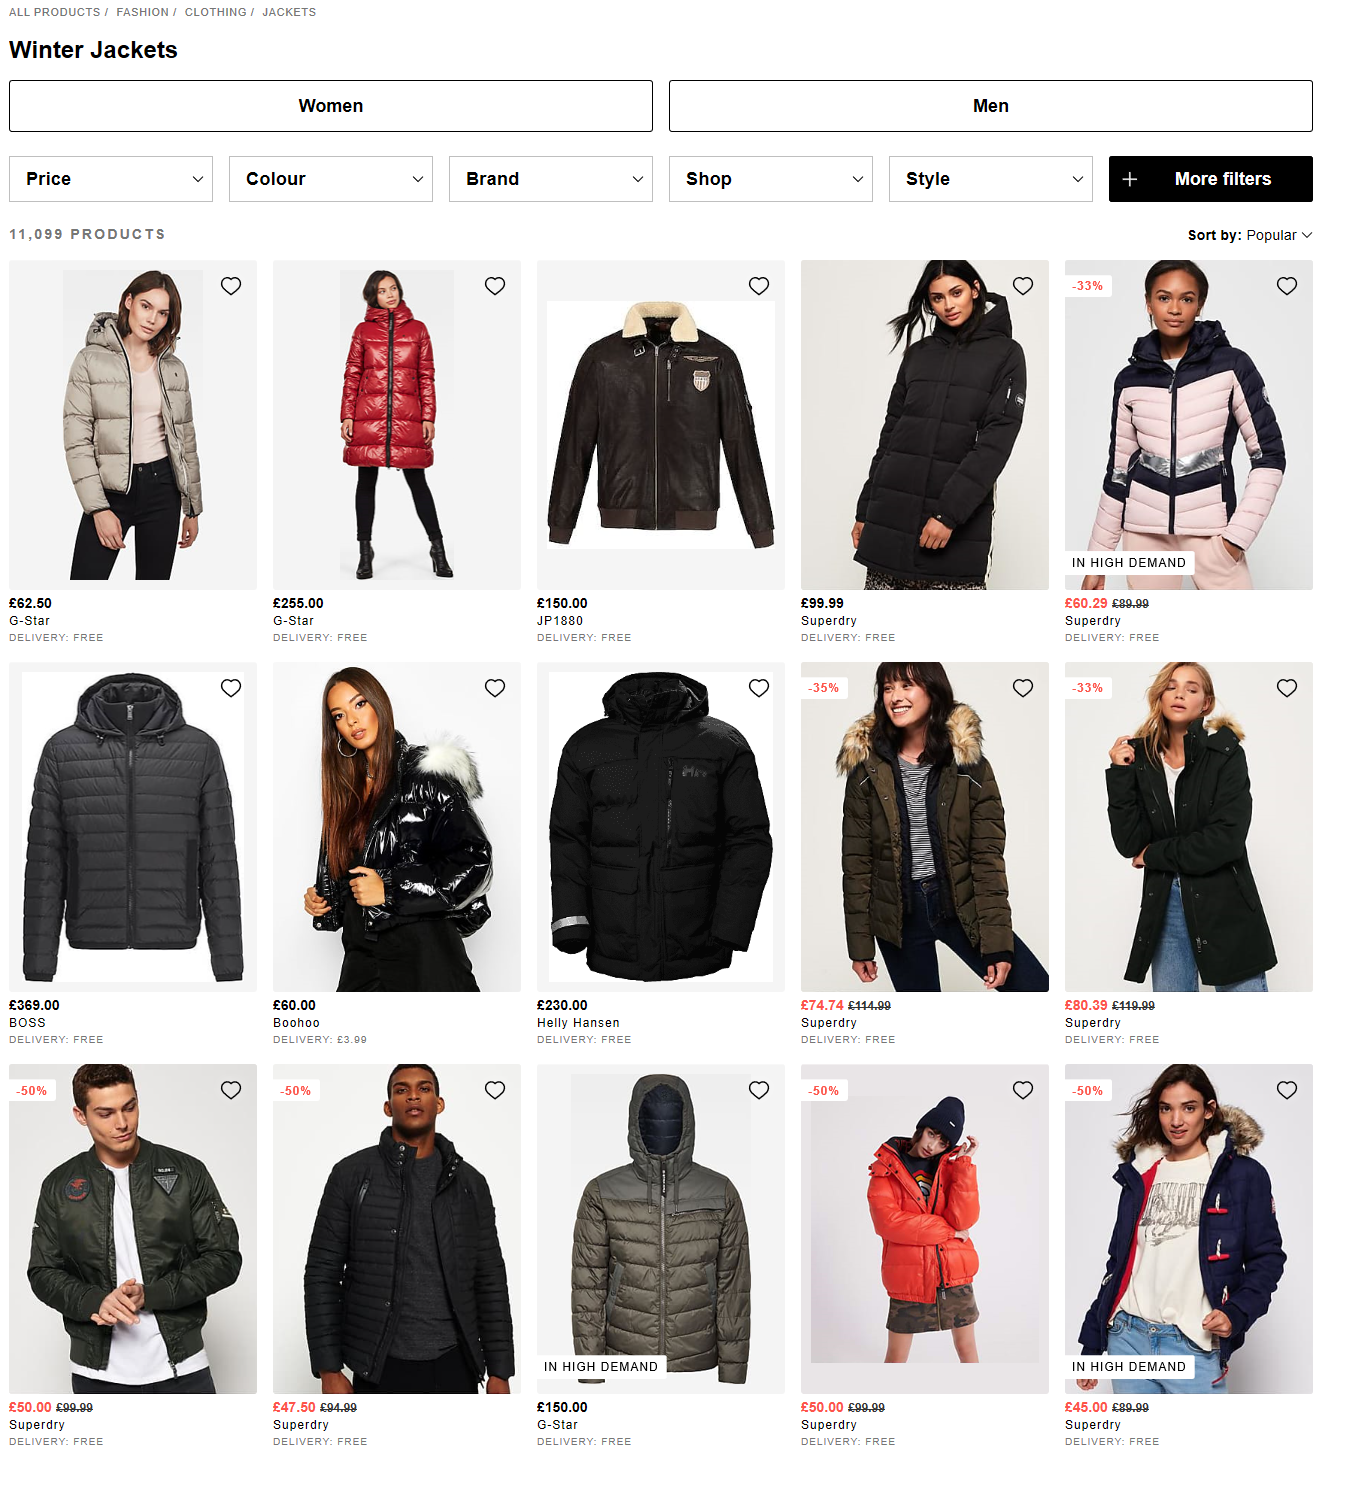 ALL PRODUCTS / FASHION / CLOTHING / JACKETS
Winter Jackets
Women Men
Price Colour Brand Shop Style More filters
11,099 PRODUCTS Sort by: Popular
-33%
IN HIGH DEMAND
£62.50 £255.00 £150.00 £99.99 £60.29 £89.99
G-Star G-Star JP1880 Superdry Superdry
DELIVERY: FREE DELIVERY: FREE DELIVERY: FREE DELIVERY: FREE DELIVERY: FREE
-35% -33%
HH
£369.00 £60.00 £230.00 £74.74 £114.99 £80.39 £119.99
BOSS Boohoo Helly Hansen Superdry Superdry
DELIVERY: FREE DELIVERY: £3.99 DELIVERY: FREE DELIVERY: FREE DELIVERY: FREE
-50% -50% -50% -50%
IN HIGH DEMAND IN HIGH DEMAND
£50.00 £99.99 £47.50 £94.99 £150.00 £50.00 £99.99 £45.00 £89.99
Superdry Superdry G-Star Superdry Superdry
DELIVERY: FREE DELIVERY: FREE DELIVERY: FREE DELIVERY: FREE DELIVERY: FREE